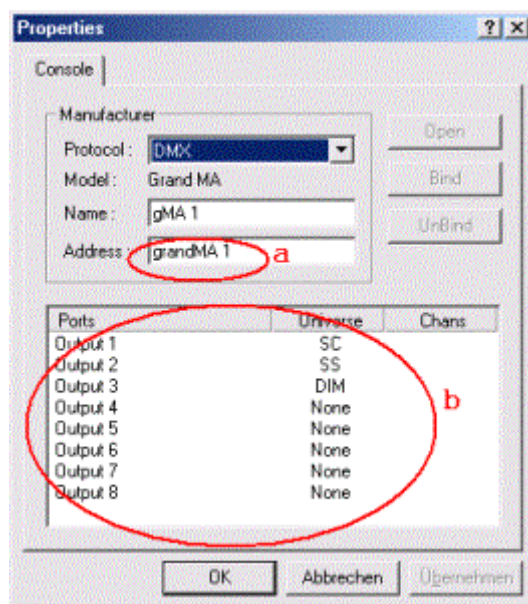 Properties
Console
Manufacturer
Protocol : DMX
Model : Grand MA
Name : gMA 1
Address : grandMA 1
a
Open
Bind
UnBind
Ports Universe Chans
Output 1 SC
Output 2 SS
Output 3 DIM
Output 4 None
Output 5 None
Output 6 None
Output 7 None
Output 8 None
b
OK Abbrechen Übernehmen